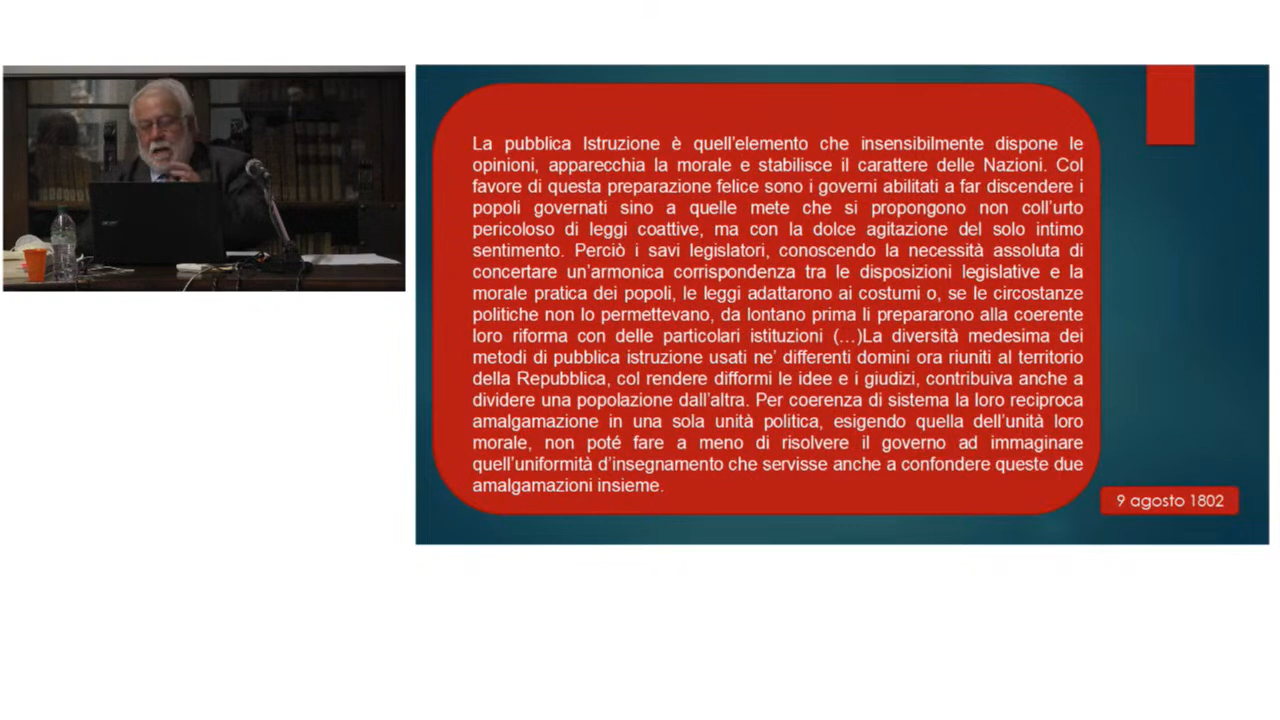 La pubblica Istruzione è quell'elemento che insensibilmente dispone le
opinioni, apparecchia la morale e stabilisce il carattere delle Nazioni. Col
favore di questa preparazione felice sono i governi abilitati a far discendere i
popoli governati sino a quelle mete che si propongono non coll'urto
pericoloso di leggi coattive, ma con la dolce agitazione del solo intimo
sentimento. Perciò i savi legislatori, conoscendo la necessità assoluta di
concertare un'armonica corrispondenza tra le disposizioni legislative e la
morale pratica dei popoli, le leggi adattarono ai costumi o, se le circostanze
politiche non lo permettevano, da lontano prima li prepararono alla coerente
loro riforma con delle particolari istituzioni (…)La diversità medesima dei
metodi di pubblica istruzione usati ne' differenti domini ora riuniti al territorio
della Repubblica, col rendere difformi le idee e i giudizi, contribuiva anche a
dividere una popolazione dall'altra. Per coerenza di sistema la loro reciproca
amalgamazione in una sola unità politica, esigendo quella dell'unità loro
morale, non poté fare a meno di risolvere il governo ad immaginare
quell'uniformità d'insegnamento che servisse anche a confondere queste due
amalgamazioni insieme.
9 agosto 1802